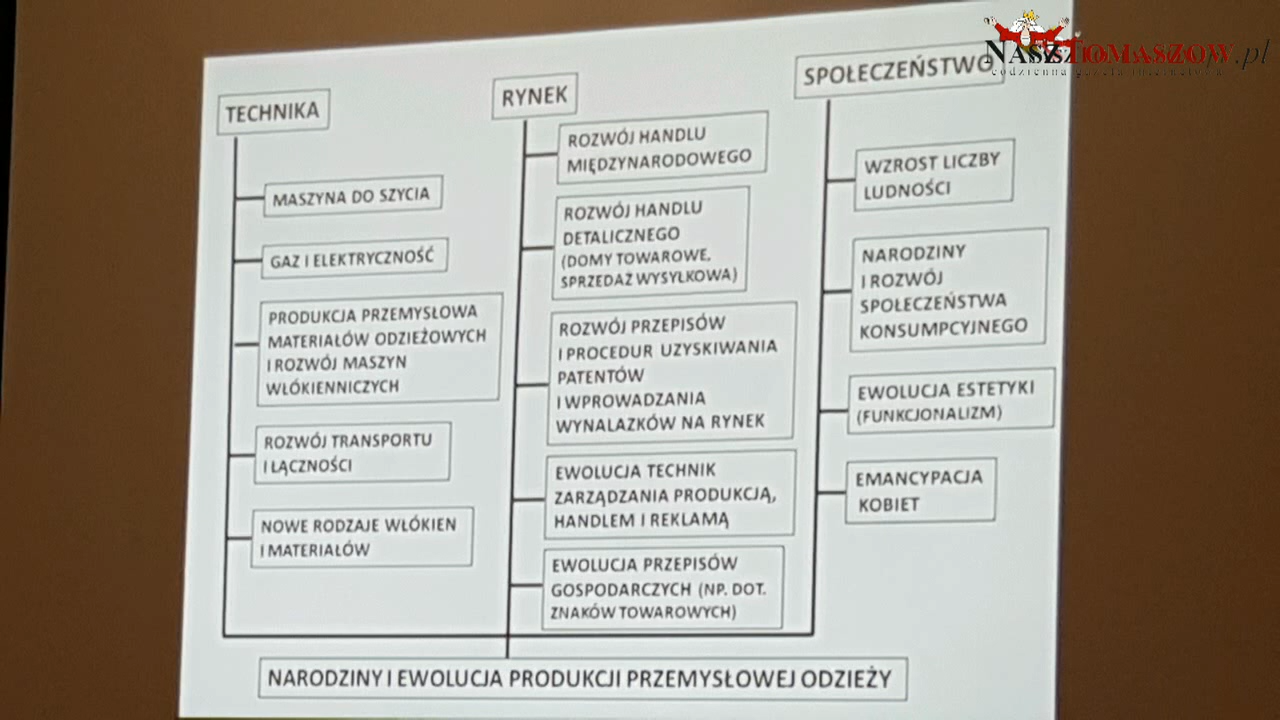 NASZTOMASZOW.pl
codzienna gazeta internetowa
TECHNIKA
MASZYNA DO SZYCIA
GAZ I ELEKTRYCZNOŚĆ
PRODUKCJA PRZEMYSŁOWA
MATERIAŁÓW ODZIEŻOWYCH
I ROZWÓJ MASZYN
WŁÓKIENNICZYCH
ROZWÓJ TRANSPORTU
I ŁĄCZNOŚCI
NOWE RODZAJE WŁÓKIEN
I MATERIAŁÓW
RYNEK
ROZWÓJ HANDLU
MIĘDZYNARODOWEGO
ROZWÓJ HANDLU
DETALICZNEGO
(DOMY TOWAROWE,
SPRZEDAŻ WYSYŁKOWA)
ROZWÓJ PRZEPISÓW
I PROCEDUR UZYSKIWANIA
PATENTÓW
I WPROWADZANIA
WYNALAZKÓW NA RYNEK
EWOLUCJA TECHNIK
ZARZĄDZANIA PRODUKCJĄ,
HANDLEM I REKLAMĄ
EWOLUCJA PRZEPISÓW
GOSPODARCZYCH (NP. DOT.
ZNAKÓW TOWAROWYCH)
SPOŁECZEŃSTWO
WZROST LICZBY
LUDNOŚCI
NARODZINY
I ROZWÓJ
SPOŁECZEŃSTWA
KONSUMPCYJNEGO
EWOLUCJA ESTETYKI
(FUNKCJONALIZM)
EMANCYPACJA
KOBIET
NARODZINY I EWOLUCJA PRODUKCJI PRZEMYSŁOWEJ ODZIEŻY